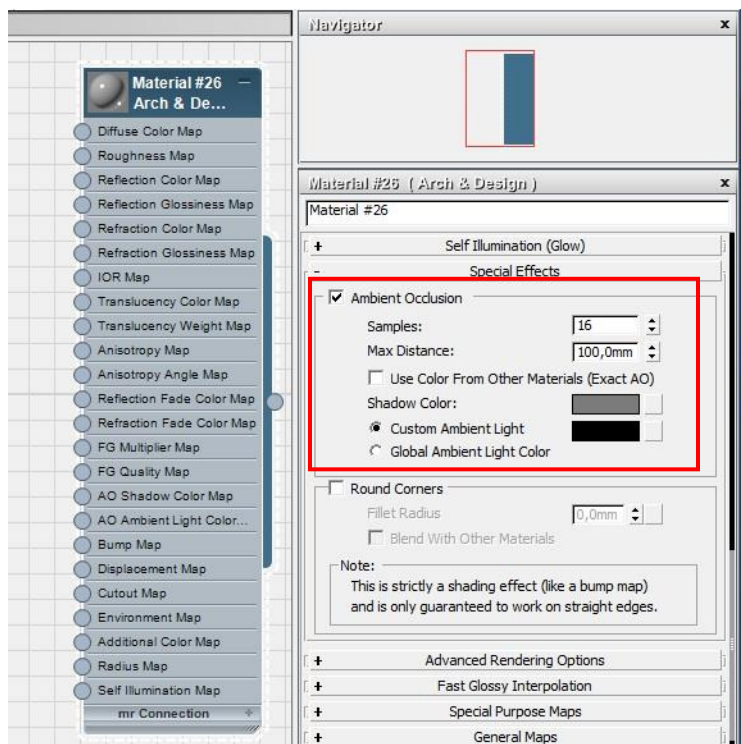 Material #26
Arch & De...
Diffuse Color Map
Roughness Map
Reflection Color Map
Reflection Glossiness Map
Refraction Color Map
Refraction Glossiness Map
IOR Map
Translucency Color Map
Translucency Weight Map
Anisotropy Map
Anisotropy Angle Map
Reflection Fade Color Map
Refraction Fade Color Map
FG Multiplier Map
FG Quality Map
AO Shadow Color Map
AO Ambient Light Color...
Bump Map
Displacement Map
Cutout Map
Environment Map
Additional Color Map
Radius Map
Self Illumination Map
mr Connection +
Navigator x
Material #26 ( Arch & Design ) x
Material #26
+ Self Illumination (Glow)
- Special Effects
Ambient Occlusion
Samples: 16
Max Distance: 100,0mm
Use Color From Other Materials (Exact AO)
Shadow Color:
Custom Ambient Light
Global Ambient Light Color
Round Corners
Fillet Radius 0,0mm
Blend With Other Materials
Note:
This is strictly a shading effect (like a bump map)
and is only guaranteed to work on straight edges.
+ Advanced Rendering Options
+ Fast Glossy Interpolation
+ Special Purpose Maps
+ General Maps